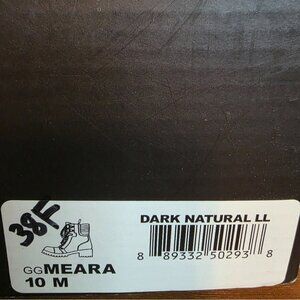 38F
DARK NATURAL LL
8 89332 50293 8
GGMEARA
10 M